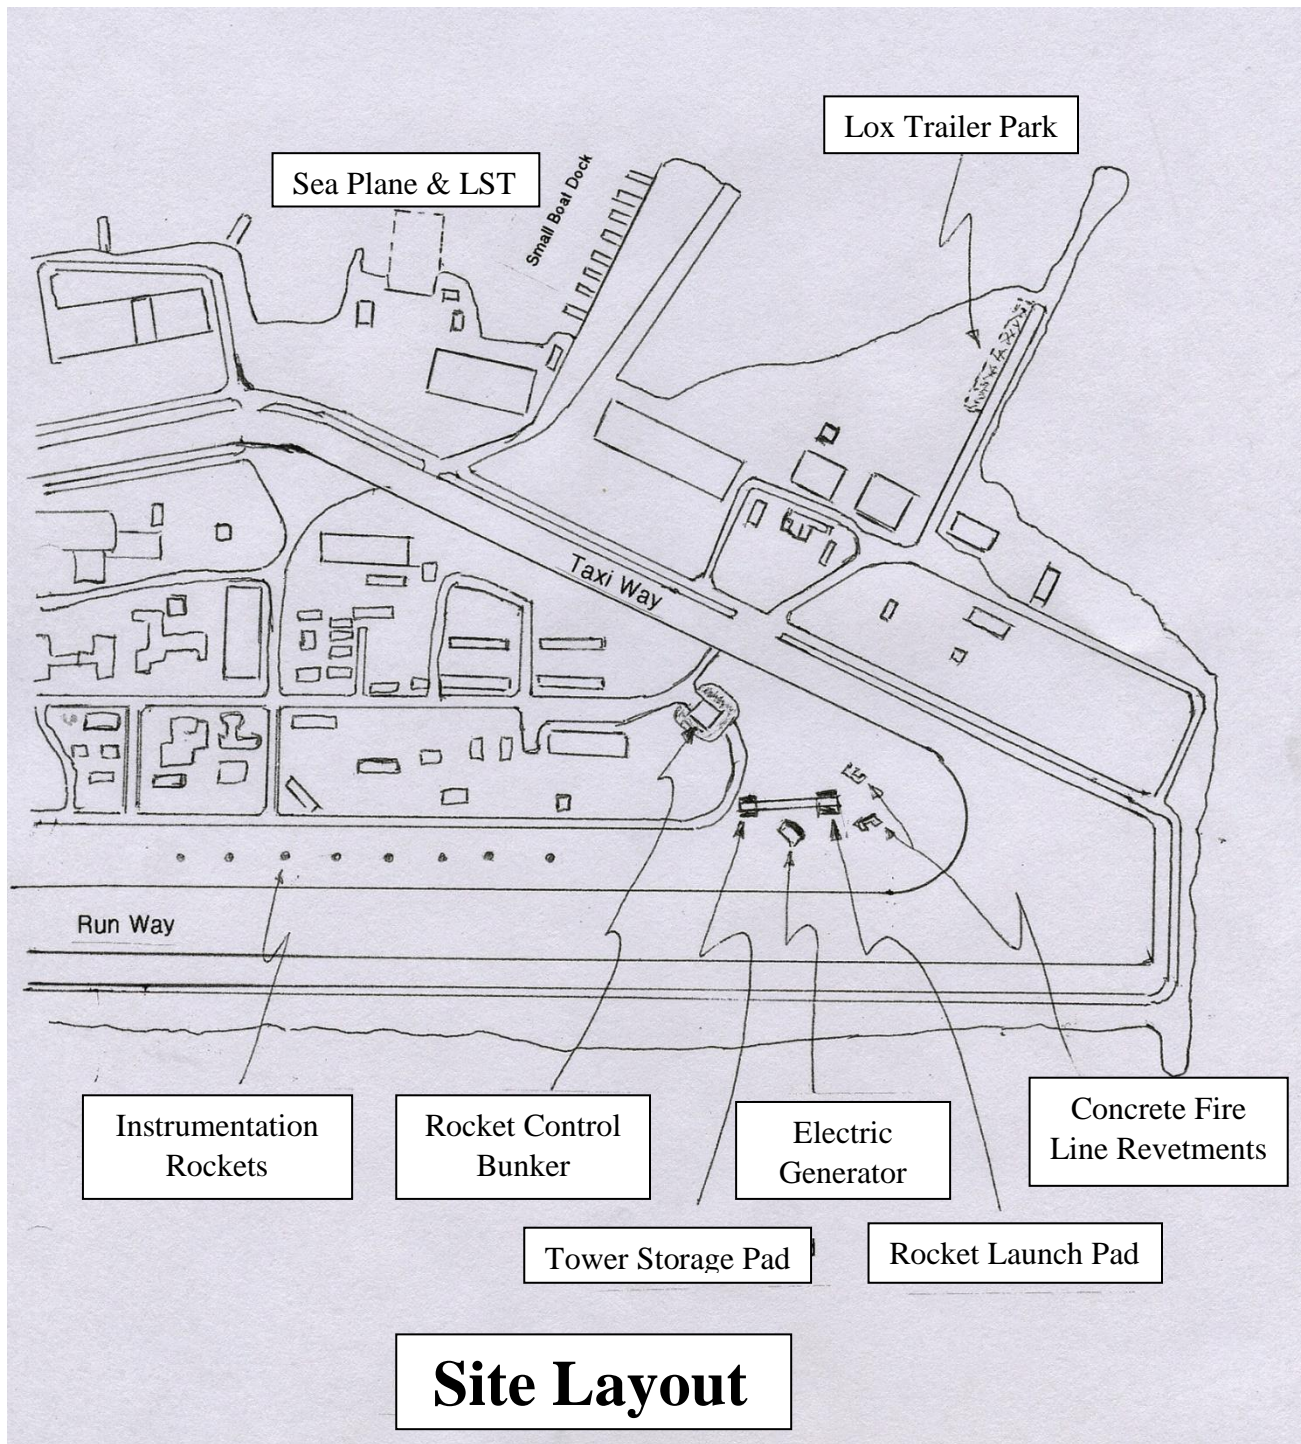 Lox Trailer Park
Sea Plane & LST
Small Boat Dock
Taxi Way
Run Way
Instrumentation
Rockets
Rocket Control
Bunker
Electric
Generator
Concrete Fire
Line Revetments
Tower Storage Pad
Rocket Launch Pad
Site Layout